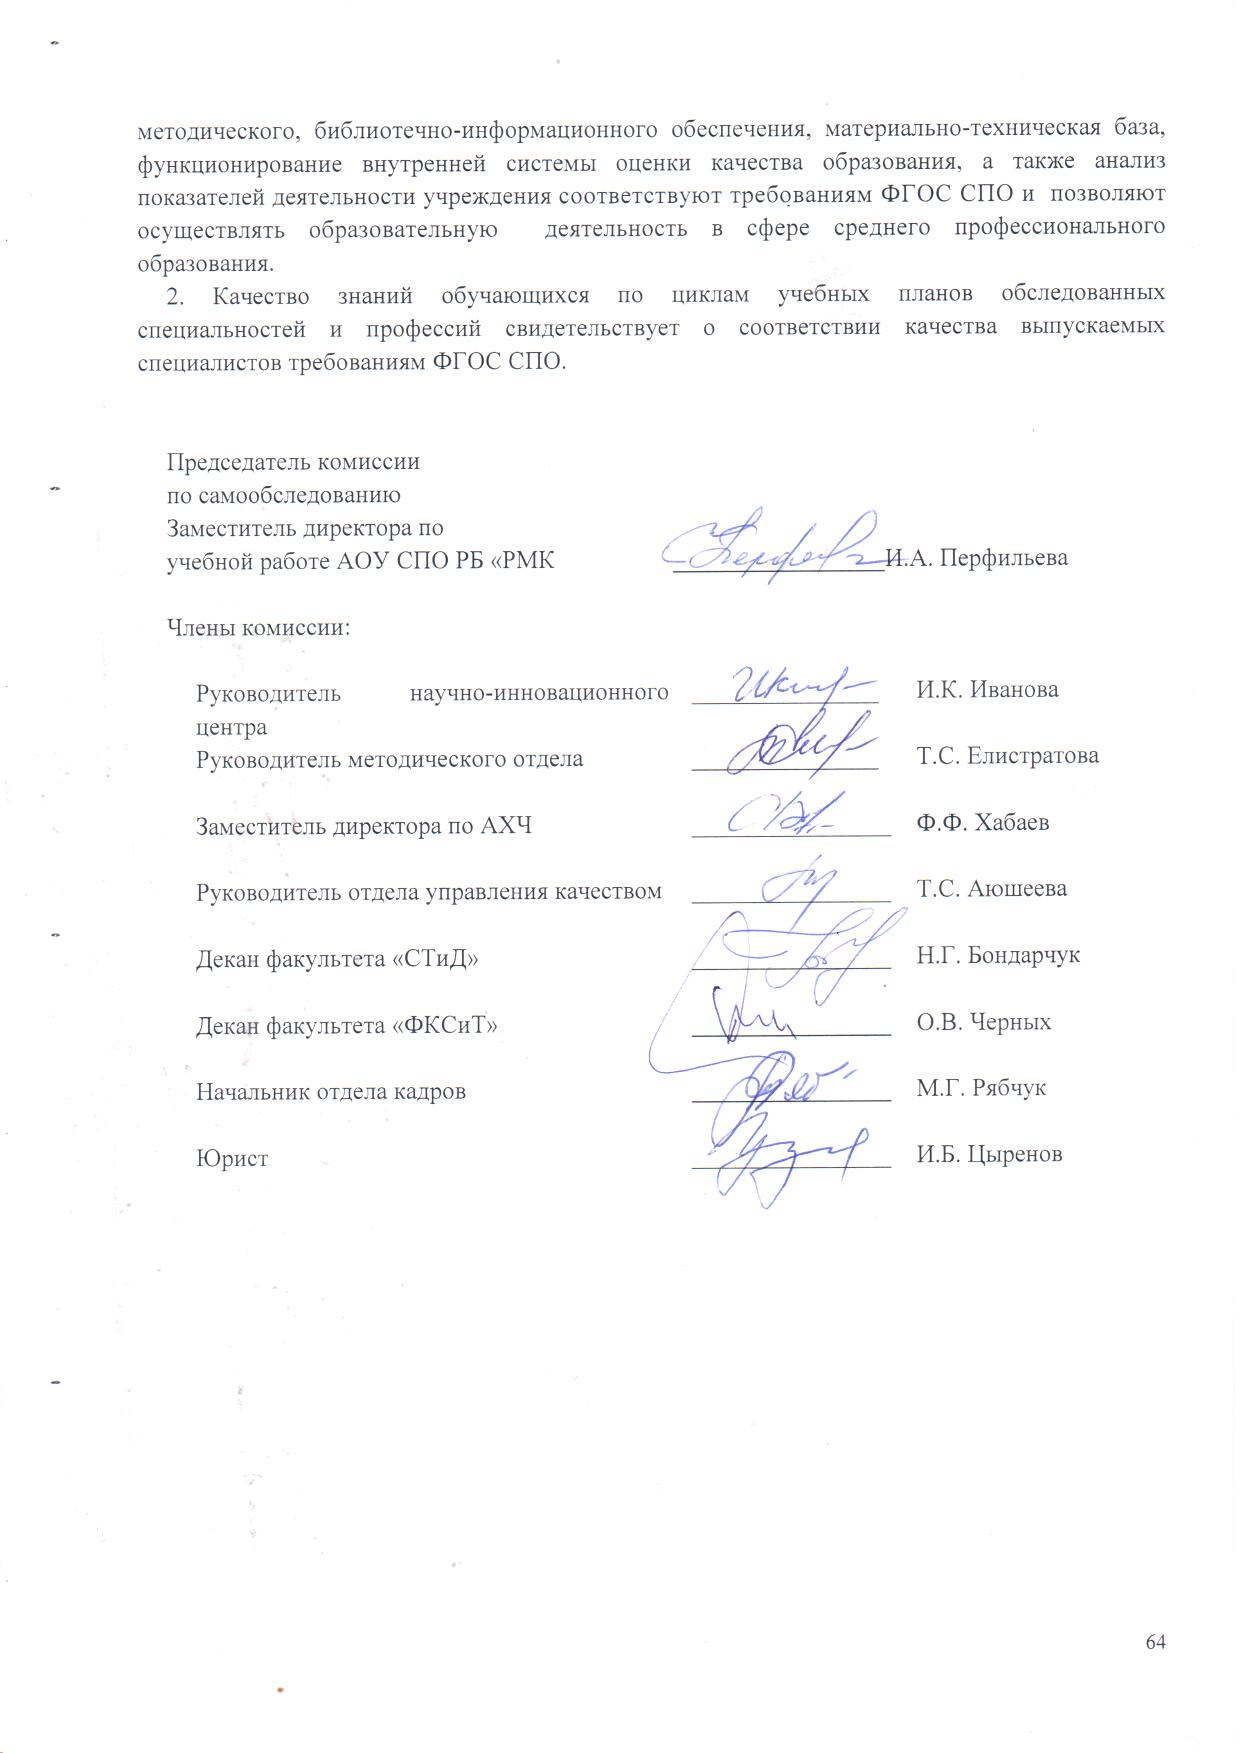 методического, библиотечно-информационного обеспечения, материально-техническая база,
функционирование внутренней системы оценки качества образования, а также анализ
показателей деятельности учреждения соответствуют требованиям ФГОС СПО и позволяют
осуществлять образовательную деятельность в сфере среднего профессионального
образования.
2. Качество знаний обучающихся по циклам учебных планов обследованных
специальностей и профессий свидетельствует о соответствии качества выпускаемых
специалистов требованиям ФГОС СПО.
Председатель комиссии
по самообследованию
Заместитель директора по
учебной работе АОУ СПО РБ «РМК И.А. Перфильева
Члены комиссии:
Руководитель научно-инновационного И.К. Иванова
центра
Руководитель методического отдела Т.С. Елистратова
Заместитель директора по АХЧ Ф.Ф. Хабаев
Руководитель отдела управления качеством Т.С. Аюшеева
Декан факультета «СТиД» Н.Г. Бондарчук
Декан факультета «ФКСиТ» О.В. Черных
Начальник отдела кадров М.Г. Рябчук
Юрист И.Б. Цыренов
64